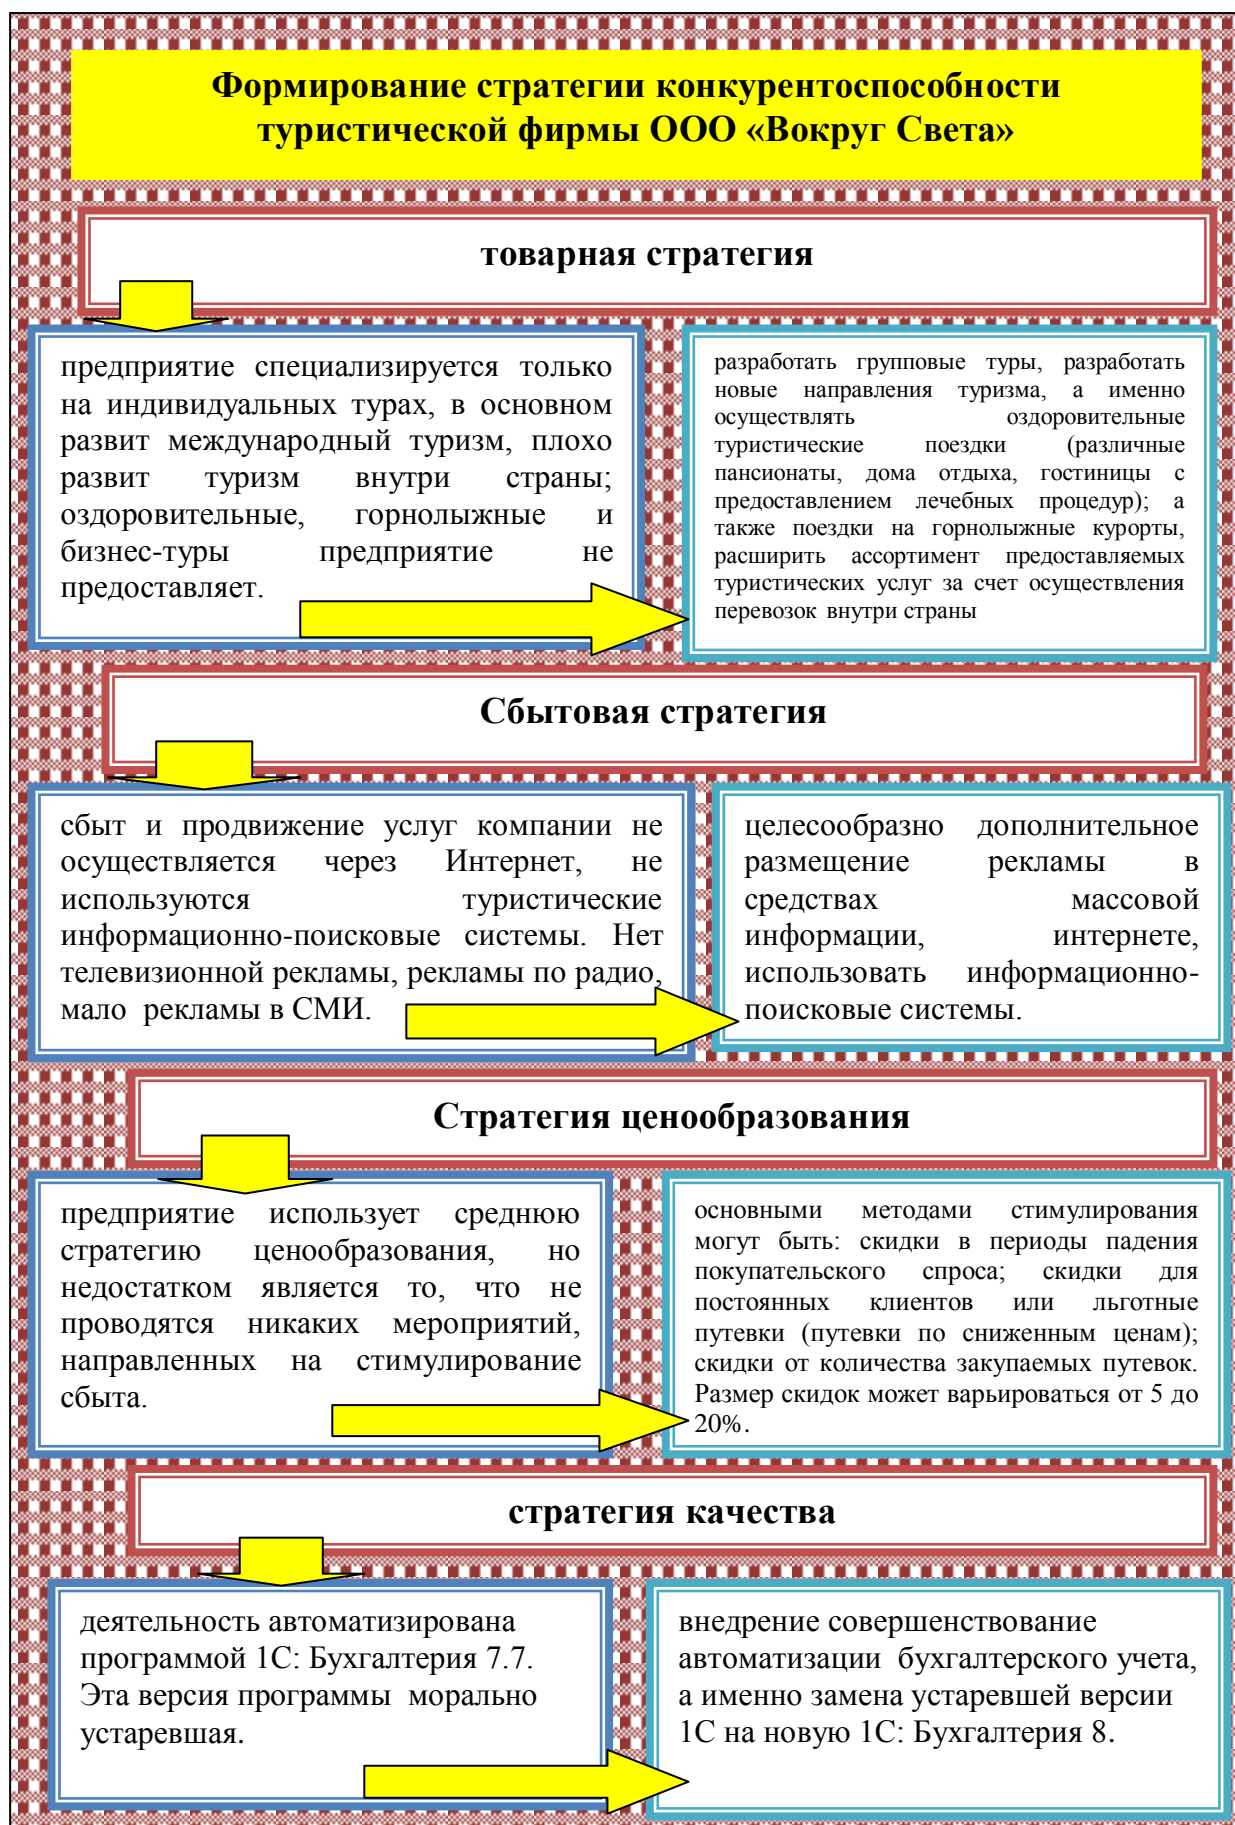 Формирование стратегии конкурентоспособности
туристической фирмы ООО «Вокруг Света»
товарная стратегия
предприятие специализируется только
на индивидуальных турах, в основном
развит международный туризм, плохо
развит туризм внутри страны;
оздоровительные, горнолыжные и
бизнес-туры предприятие не
предоставляет.
разработать групповые туры, разработать
новые направления туризма, а именно
осуществлять оздоровительные
туристические поездки (различные
пансионаты, дома отдыха, гостиницы с
предоставлением лечебных процедур); а
также поездки на горнолыжные курорты,
расширить ассортимент предоставляемых
туристических услуг за счет осуществления
перевозок внутри страны
Сбытовая стратегия
сбыт и продвижение услуг компании не
осуществляется через Интернет, не
используются туристические
информационно-поисковые системы. Нет
телевизионной рекламы, рекламы по радио,
мало рекламы в СМИ.
целесообразно дополнительное
размещение рекламы в
средствах массовой
информации, интернете,
использовать информационно-
поисковые системы.
Стратегия ценообразования
предприятие использует среднюю
стратегию ценообразования, но
недостатком является то, что не
проводятся никаких мероприятий,
направленных на стимулирование
сбыта.
основными методами стимулирования
могут быть: скидки в периоды падения
покупательского спроса; скидки для
постоянных клиентов или льготные
путевки (путевки по сниженным ценам);
скидки от количества закупаемых путевок.
Размер скидок может варьироваться от 5 до
20%.
стратегия качества
деятельность автоматизирована
программой 1С: Бухгалтерия 7.7.
Эта версия программы морально
устаревшая.
внедрение совершенствование
автоматизации бухгалтерского учета,
а именно замена устаревшей версии
1С на новую 1С: Бухгалтерия 8.